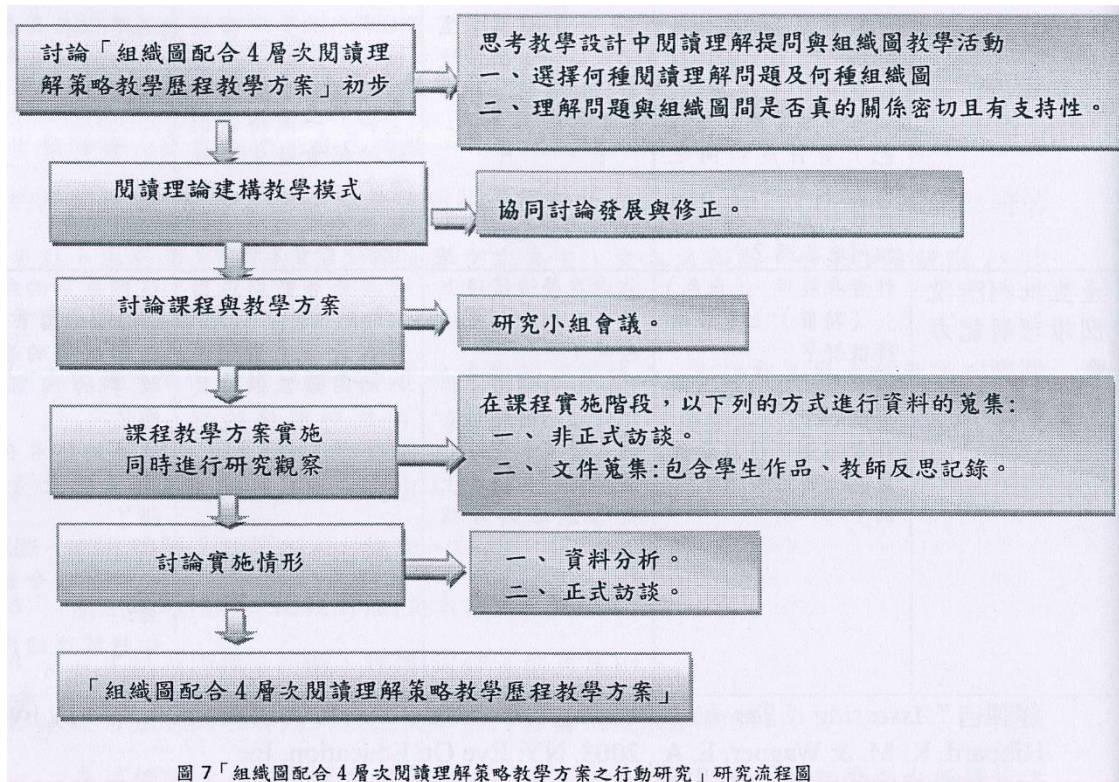 討論「組織圖配合4層次閱讀理
解策略教學歷程教學方案」初步
思考教學設計中閱讀理解提問與組織圖教學活動
一、選擇何種閱讀理解問題及何種組織圖
二、理解問題與組織圖間是否真的關係密切且有支持性。
閱讀理論建構教學模式
協同討論發展與修正。
討論課程與教學方案
研究小組會議。
課程教學方案實施
同時進行研究觀察
在課程實施階段,以下列的方式進行資料的蒐集:
一、非正式訪談。
二、文件蒐集:包含學生作品、教師反思記錄。
討論實施情形
一、資料分析。
二、正式訪談。
「組織圖配合4層次閱讀理解策略教學歷程教學方案」
圖 7「組織圖配合4層次閱讀理解策略教學方案之行動研究」研究流程圖